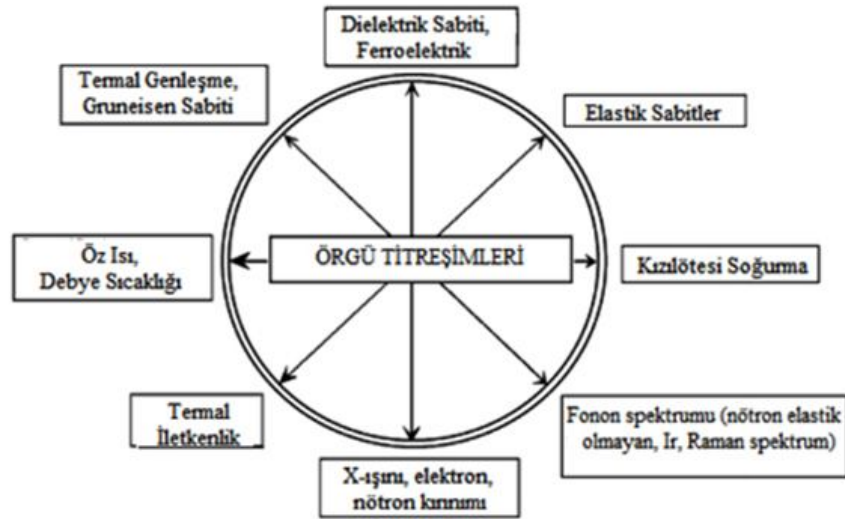 Dielektrik Sabiti,
Ferroelektrik
Termal Genleşme,
Gruneisen Sabiti
Elastik Sabitler
Öz Isı,
Debye Sıcaklığı
ÖRGÜ TİTREŞİMLERİ
Kızılötesi Soğurma
Termal
İletkenlik
Fonon spektrumu (nötron elastik
olmayan, Ir, Raman spektrum)
X-ışını, elektron,
nötron kırınımı